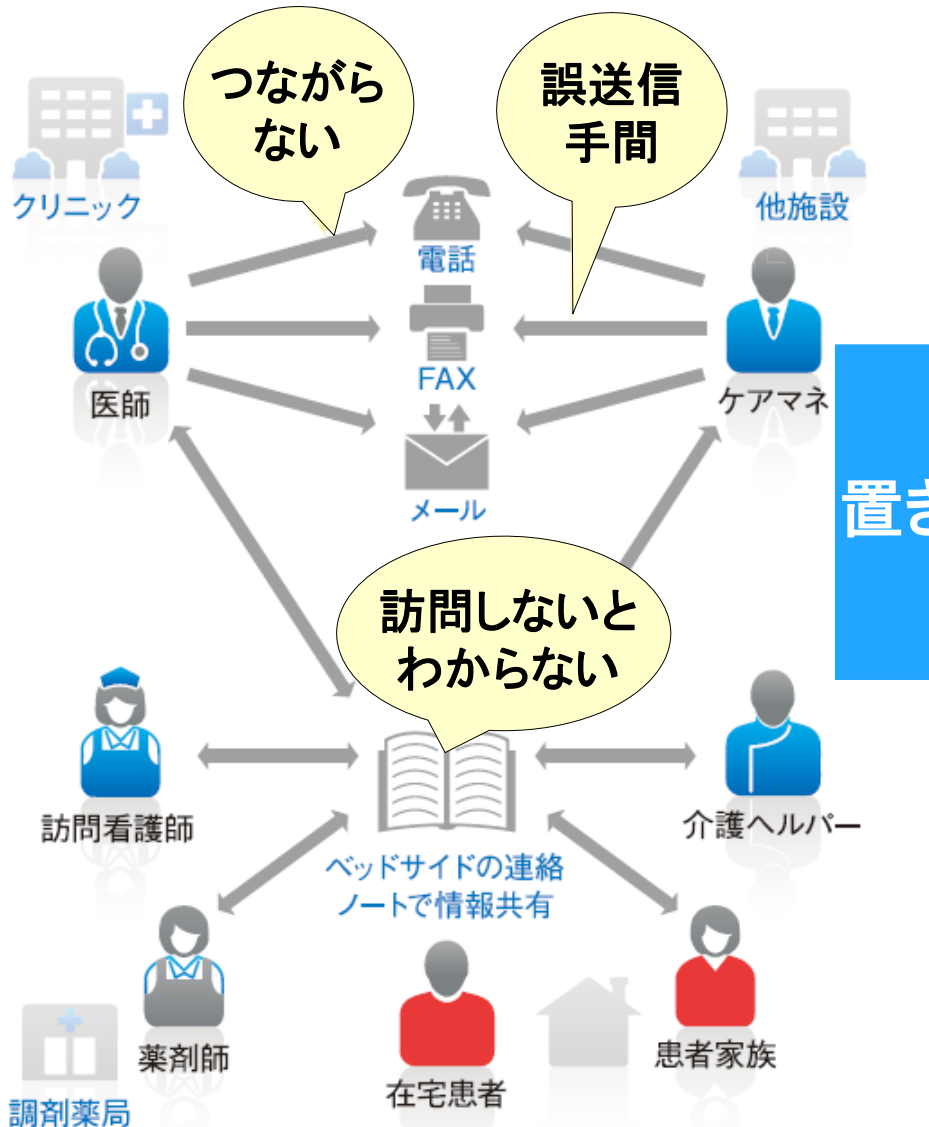 つながら
ない
誤送信
手間
クリニック
他施設
電話
医師
FAX
ケアマネ
メール
置き
訪問しないと
わからない
訪問看護師
介護ヘルパー
ベッドサイドの連絡
ノートで情報共有
薬剤師
在宅患者
患者家族
調剤薬局